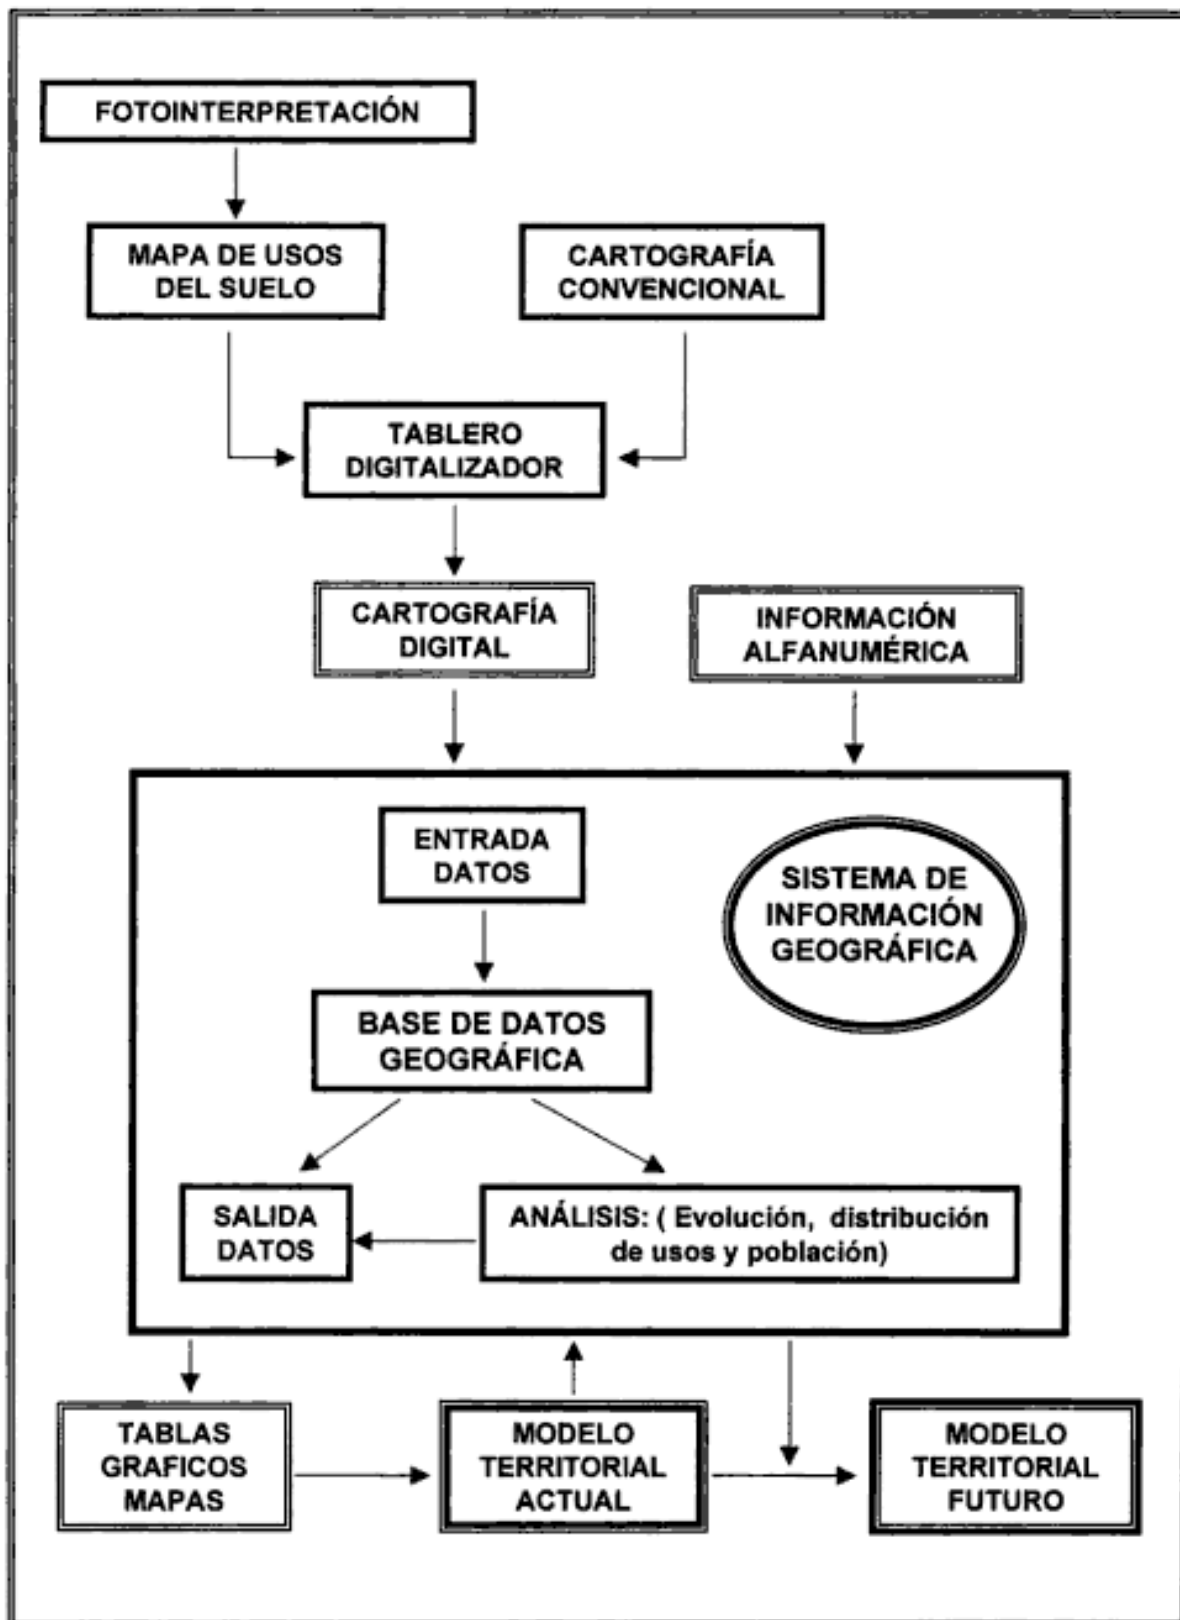 FOTOINTERPRETACIÓN
MAPA DE USOS
DEL SUELO
CARTOGRAFÍA
CONVENCIONAL
TABLERO
DIGITALIZADOR
CARTOGRAFÍA
DIGITAL
INFORMACIÓN
ALFANUMÉRICA
ENTRADA
DATOS
SISTEMA DE
INFORMACIÓN
GEOGRÁFICA
BASE DE DATOS
GEOGRÁFICA
SALIDA
DATOS
ANÁLISIS: ( Evolución, distribución
de usos y población)
TABLAS
GRAFICOS
MAPAS
MODELO
TERRITORIAL
ACTUAL
MODELO
TERRITORIAL
FUTURO